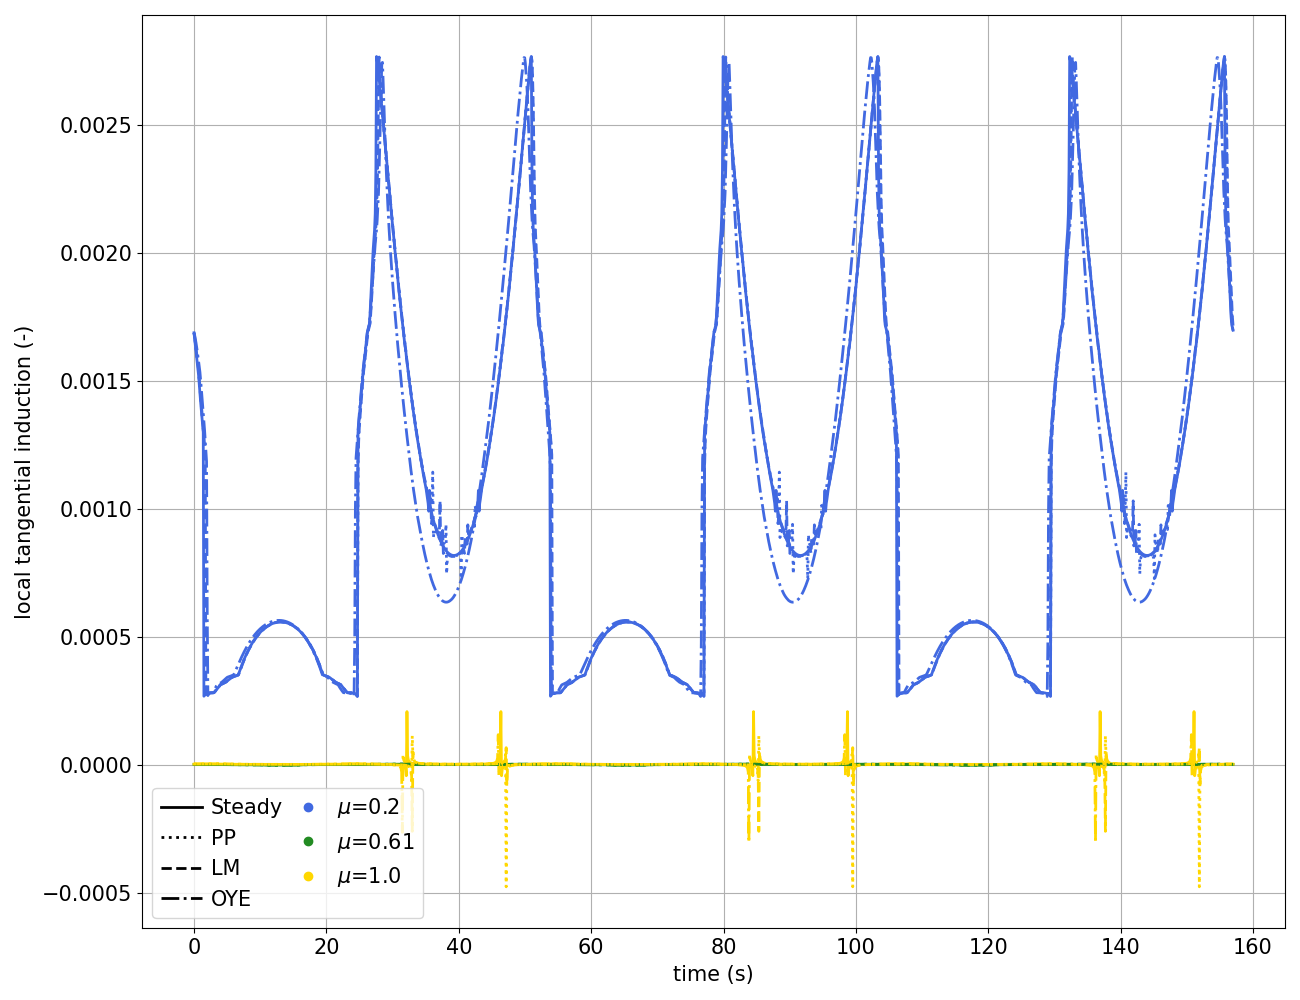 local tangential induction (-)
0.0025
0.0020
0.0015
0.0010
0.0005
0.0000
−0.0005
Steady
PP
LM
OYE
μ=0.2
μ=0.61
μ=1.0
0 20 40 60 80 100 120 140 160
time (s)